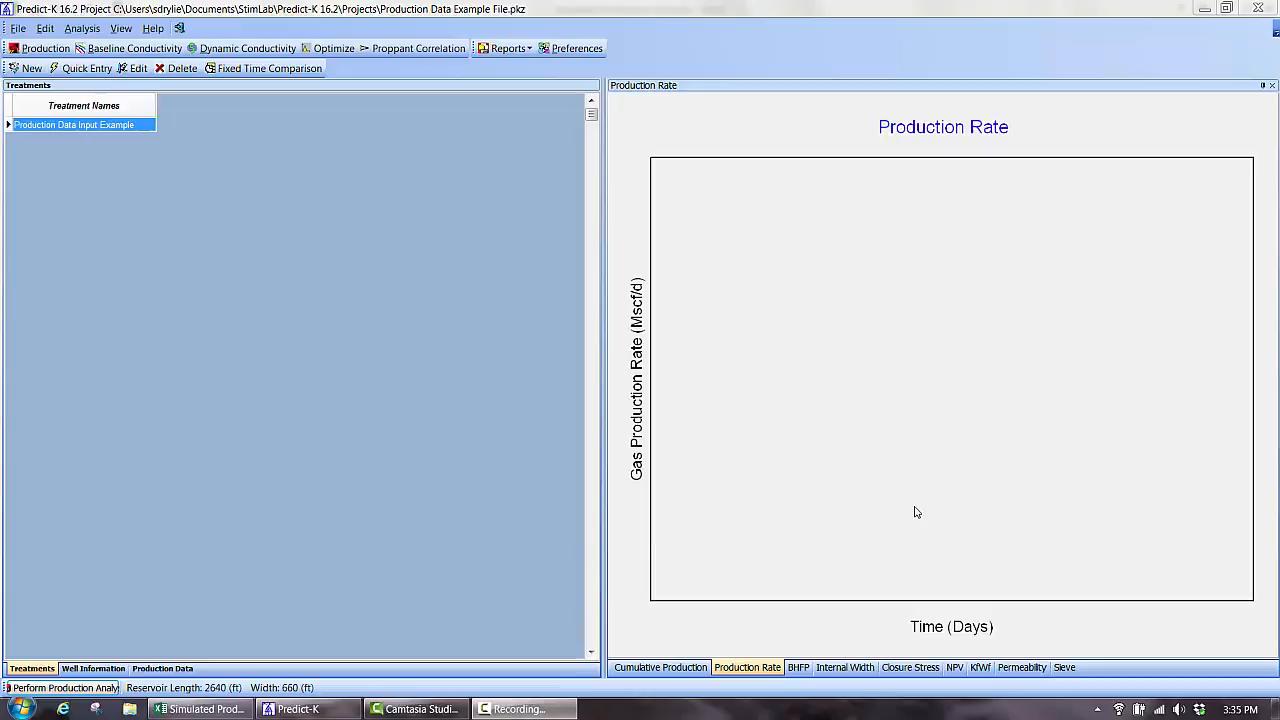 Predict-K 16.2 Project C:\Users\sdrylie\Documents\StimLab\Predict-K 16.2\Projects\Production Data Example File.pkz
File Edit Analysis View Help
Production Baseline Conductivity Dynamic Conductivity Optimize Proppant Correlation Reports Preferences
New Quick Entry Edit Delete Fixed Time Comparison
Treatments
Production Rate
Treatment Names
Production Data Input Example
Production Rate
Gas Production Rate (Mscf/d)
Time (Days)
Treatments Well Information Production Data
Cumulative Production Production Rate BHFP Internal Width Closure Stress NPV KfWf Permeability Sieve
Perform Production Analy Reservoir Length: 2640 (ft) Width: 660 (ft)
Simulated Prod... Predict-K Camtasia Studi... Recording... 3:35 PM